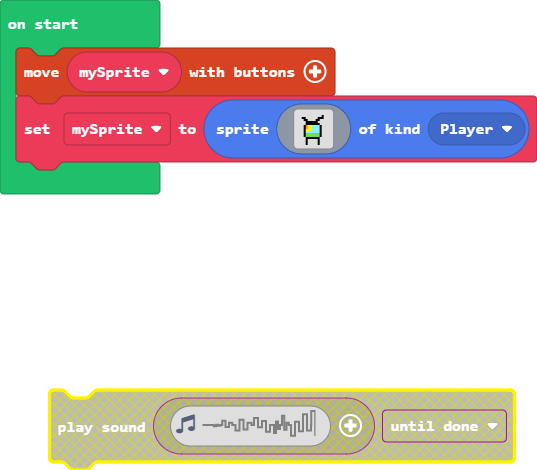 on start
move mySprite with buttons
set mySprite to sprite of kind Player
play sound until done